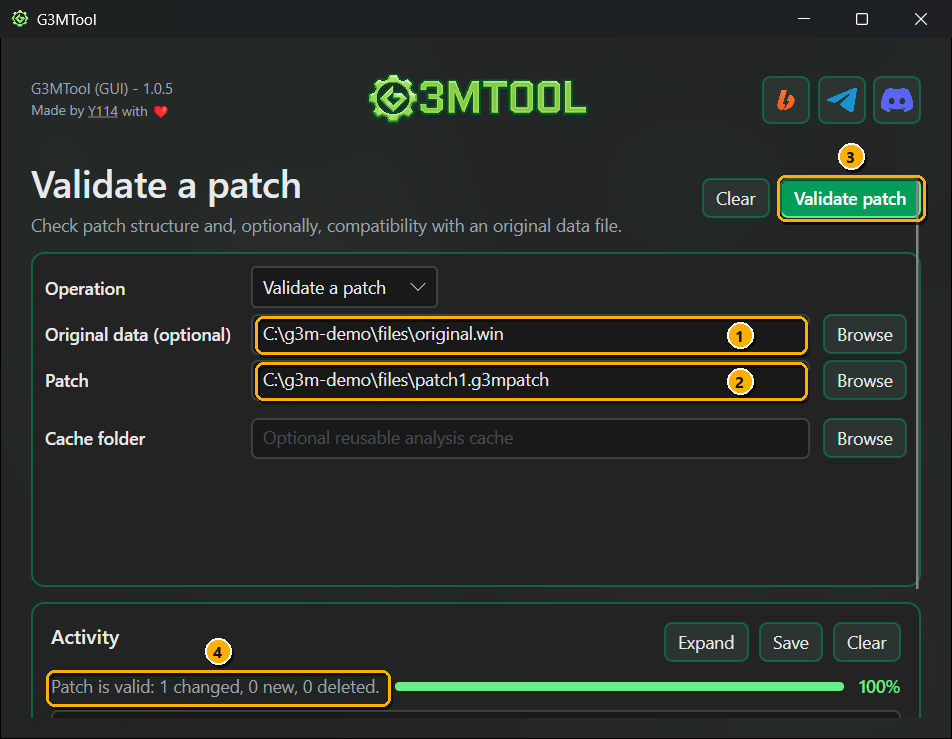 G3MTool
G3MTool (GUI) - 1.0.5
Made by Y114 with ❤️
G3MTOOL
3
Validate a patch
Clear
Validate patch
Check patch structure and, optionally, compatibility with an original data file.
Operation
Validate a patch
Original data (optional)
C:\g3m-demo\files\original.win
1
Browse
Patch
C:\g3m-demo\files\patch1.g3mpatch
2
Browse
Cache folder
Optional reusable analysis cache
Browse
Activity
4
Expand
Save
Clear
Patch is valid: 1 changed, 0 new, 0 deleted.
100%